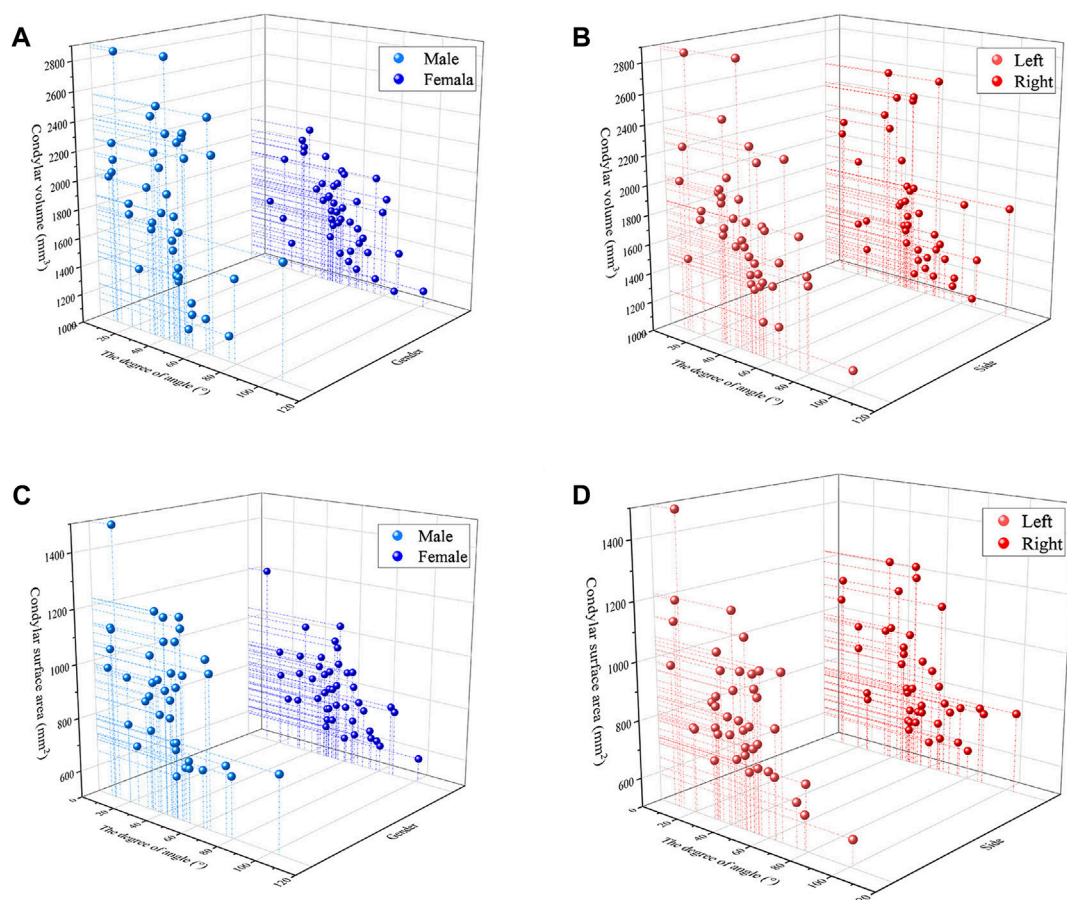 A
Male
Femala
2800
2600
2400
2200
2000
1800
1600
1400
1200
1000
Condylar volume (mm³)
20
40
60
80
100
120
The degree of angle (°)
Gender
B
Left
Right
2800
2600
2400
2200
2000
1800
1600
1400
1200
1000
Condylar volume (mm³)
20
40
60
80
100
120
The degree of angle (°)
Side
C
Male
Female
1400
1200
1000
800
600
Condylar surface area (mm²)
0
20
40
60
80
100
120
The degree of angle (°)
Gender
D
Left
Right
1400
1200
1000
800
600
Condylar surface area (mm²)
0
20
40
60
80
100
120
The degree of angle (°)
Side